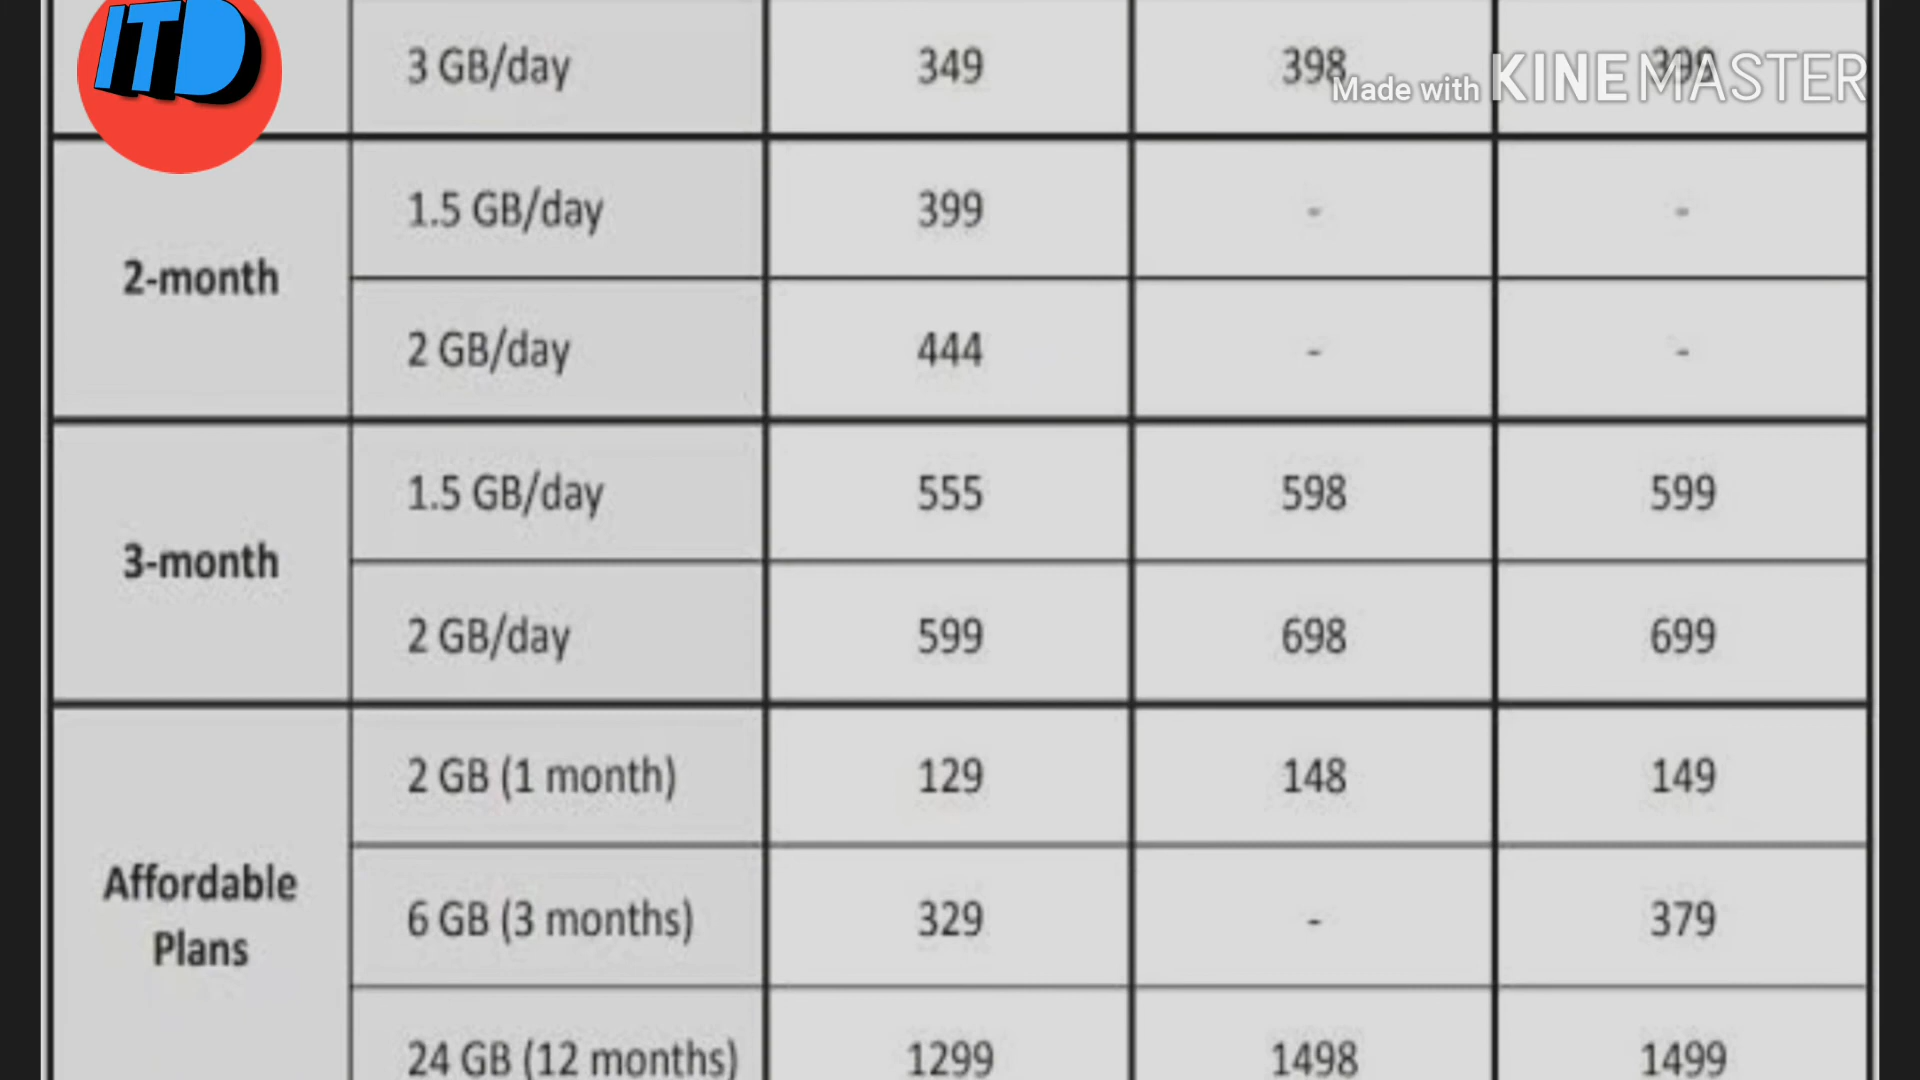 ITD
3 GB/day 349 398 399
Made with KINEMASTER
2-month
1.5 GB/day 399 - -
2 GB/day 444 - -
3-month
1.5 GB/day 555 598 599
2 GB/day 599 698 699
Affordable
Plans
2 GB (1 month) 129 148 149
6 GB (3 months) 329 - 379
24 GB (12 months) 1299 1498 1499